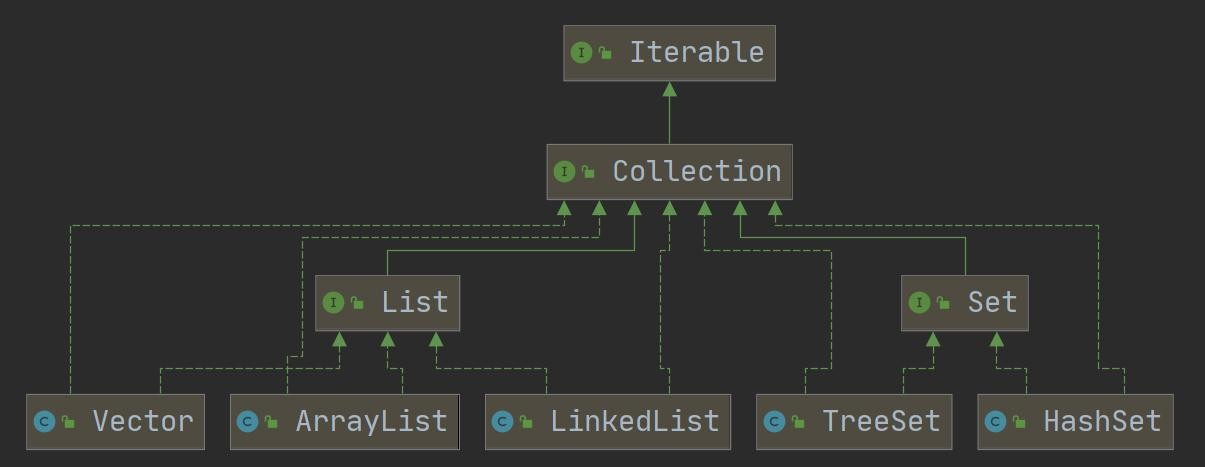 I Iterable
I Collection
I List
I Set
C Vector
C ArrayList
C LinkedList
C TreeSet
C HashSet